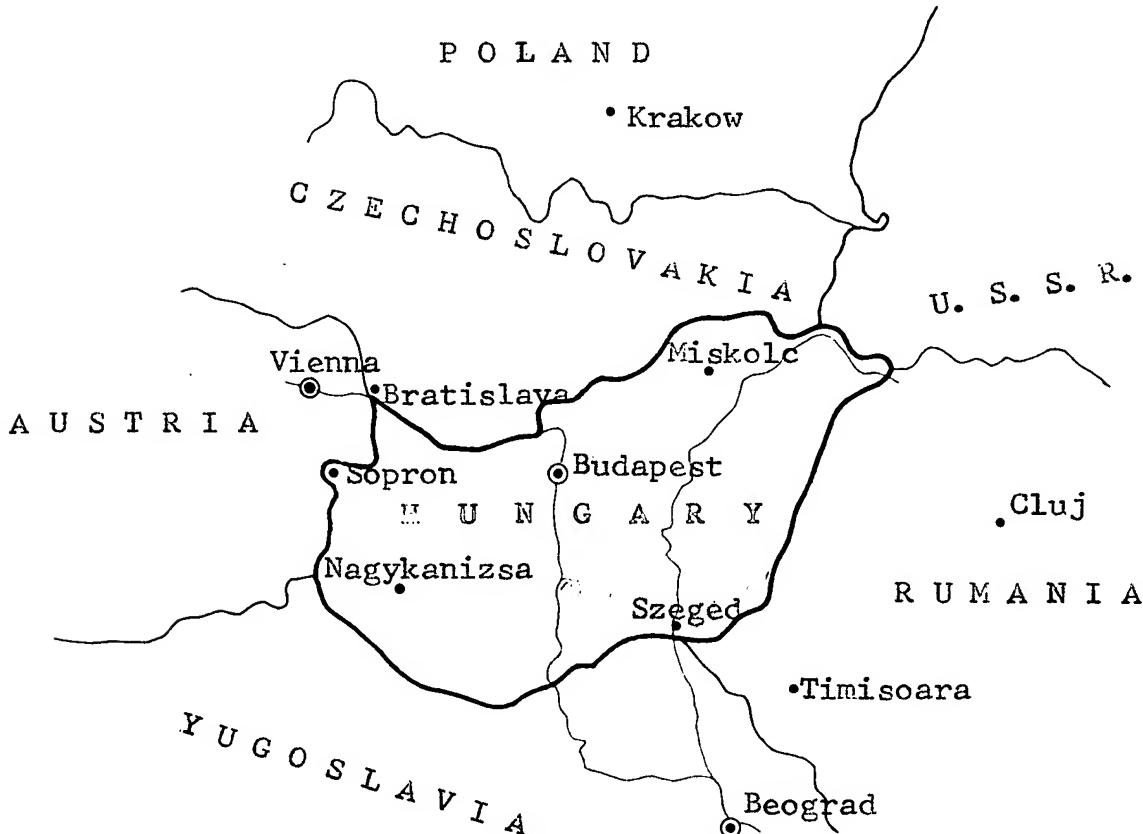 POLAND
Krakow
CZECHOSLOVAKIA
U.S.S.R.
Vienna
Miskolc
Bratislava
AUSTRIA
Sopron
Budapest
HUNGARY
Cluj
Nagykanizsa
RUMANIA
Szeged
Timisoara
YUGOSLAVIA
Beograd